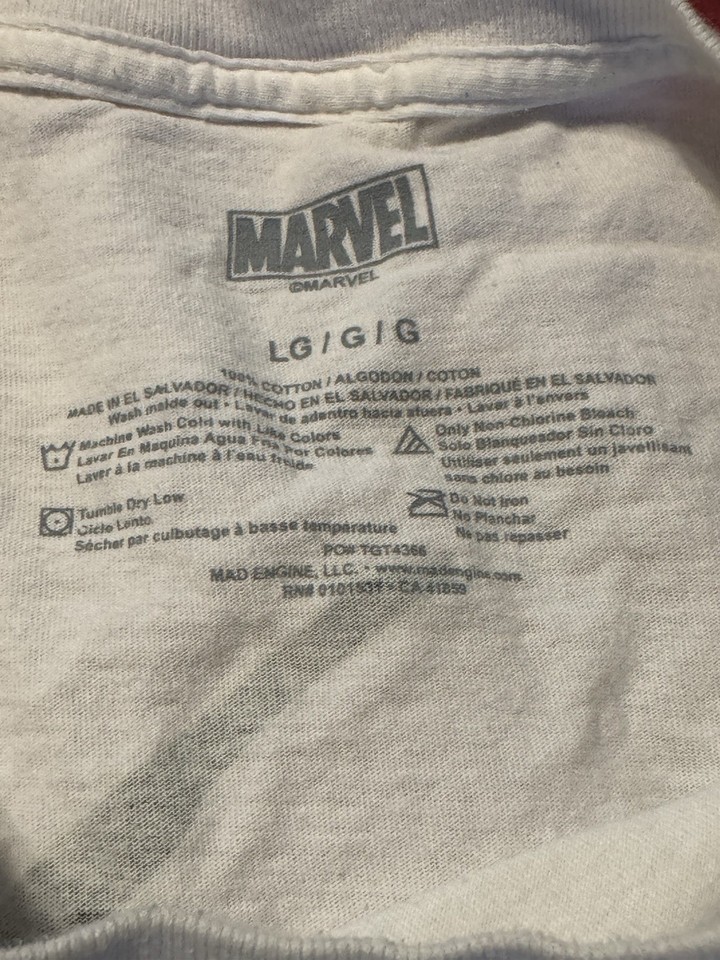 MARVEL
©MARVEL
LG / G / G
100% COTTON / ALGODON / COTON
MADE IN EL SALVADOR / HECHO EN EL SALVADOR / FABRIQUÉ EN EL SALVADOR
Wash inside out • Lavar de adentro hacia afuera • Laver à l'envers
Machine Wash Cold with Like Colors
Lavar En Maquina Agua Fria Por Colores
Laver à la machine à l'eau froide
Only Non-Chlorine Bleach
Solo Blanqueador Sin Cloro
Utiliser seulement un javellisant
sans chlore au besoin
Tumble Dry Low
Ciclo Lento
Sécher par culbutage à basse température
Do Not Iron
No Planchar
Ne pas repasser
PO# TGT4366
MAD ENGINE, LLC. • www.madengine.com
RN# • CA 41859